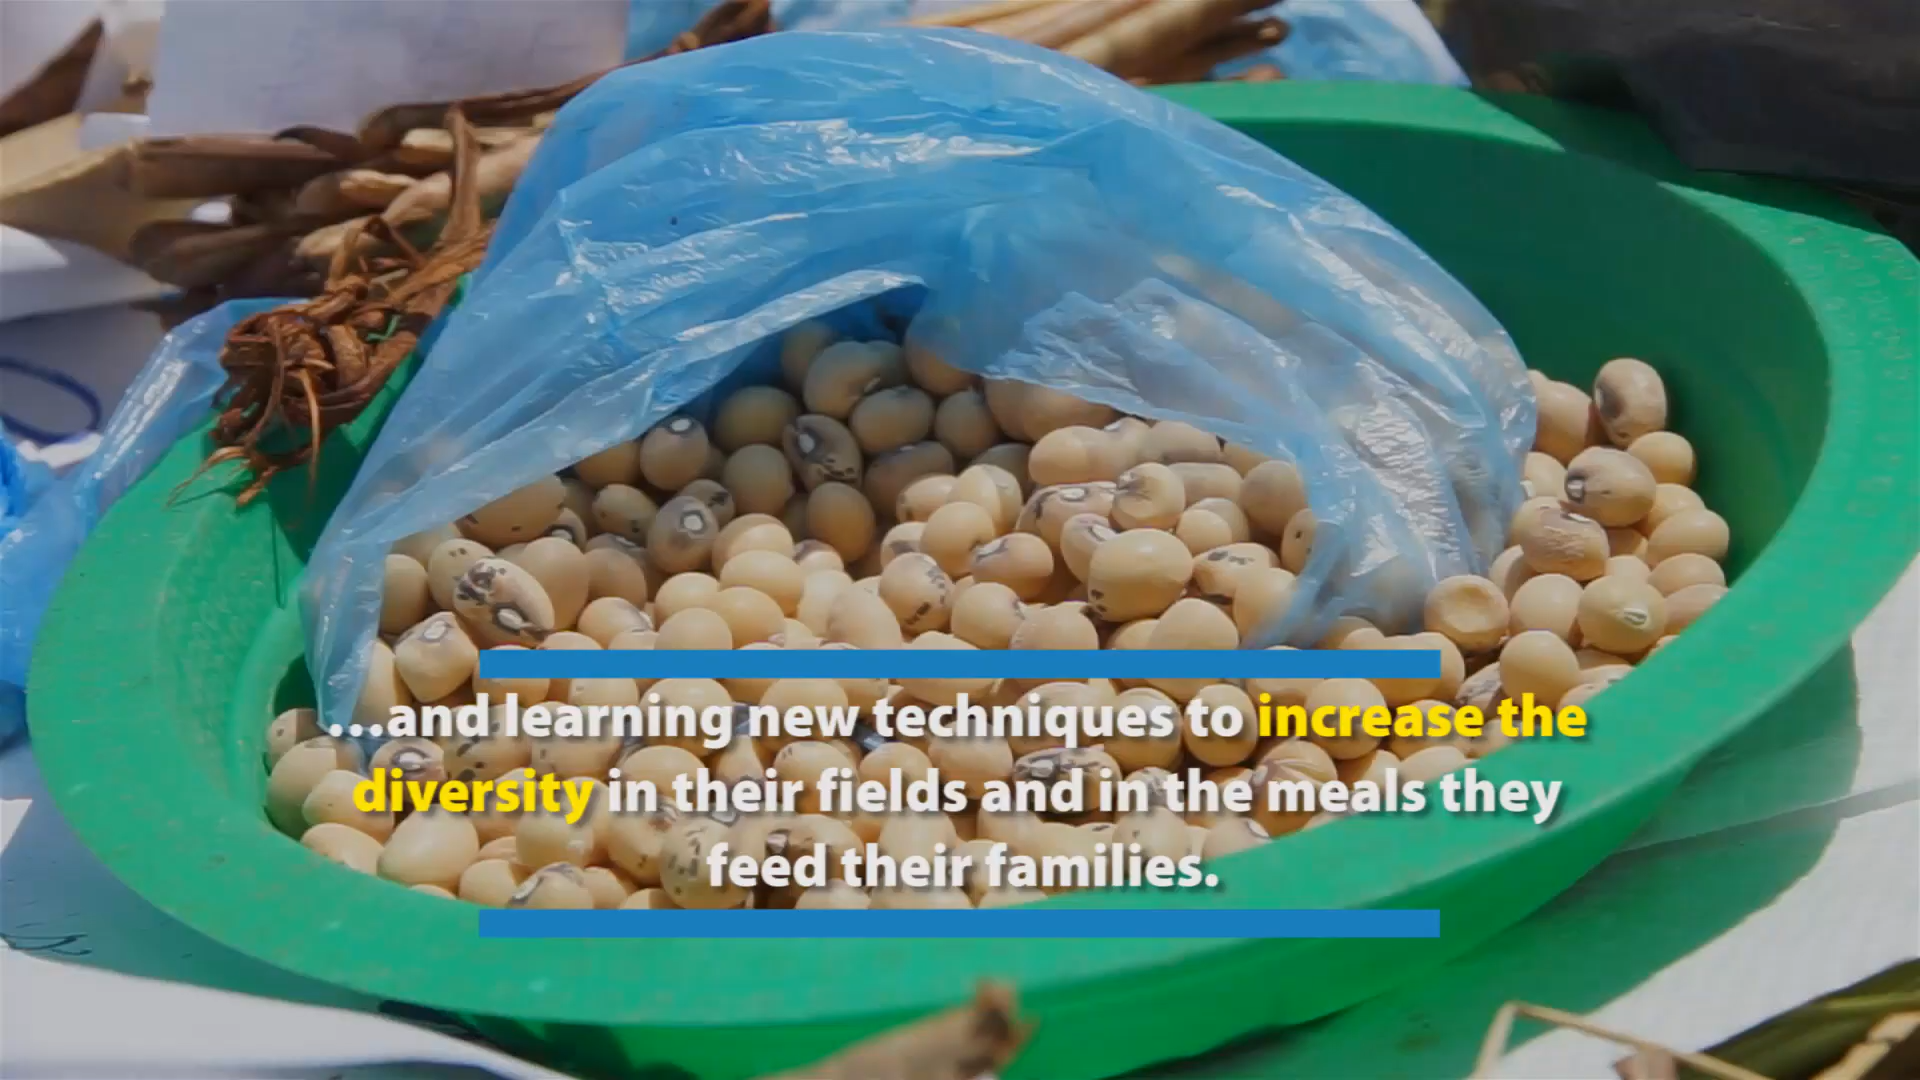 …and learning new techniques to increase the
diversity in their fields and in the meals they
feed their families.